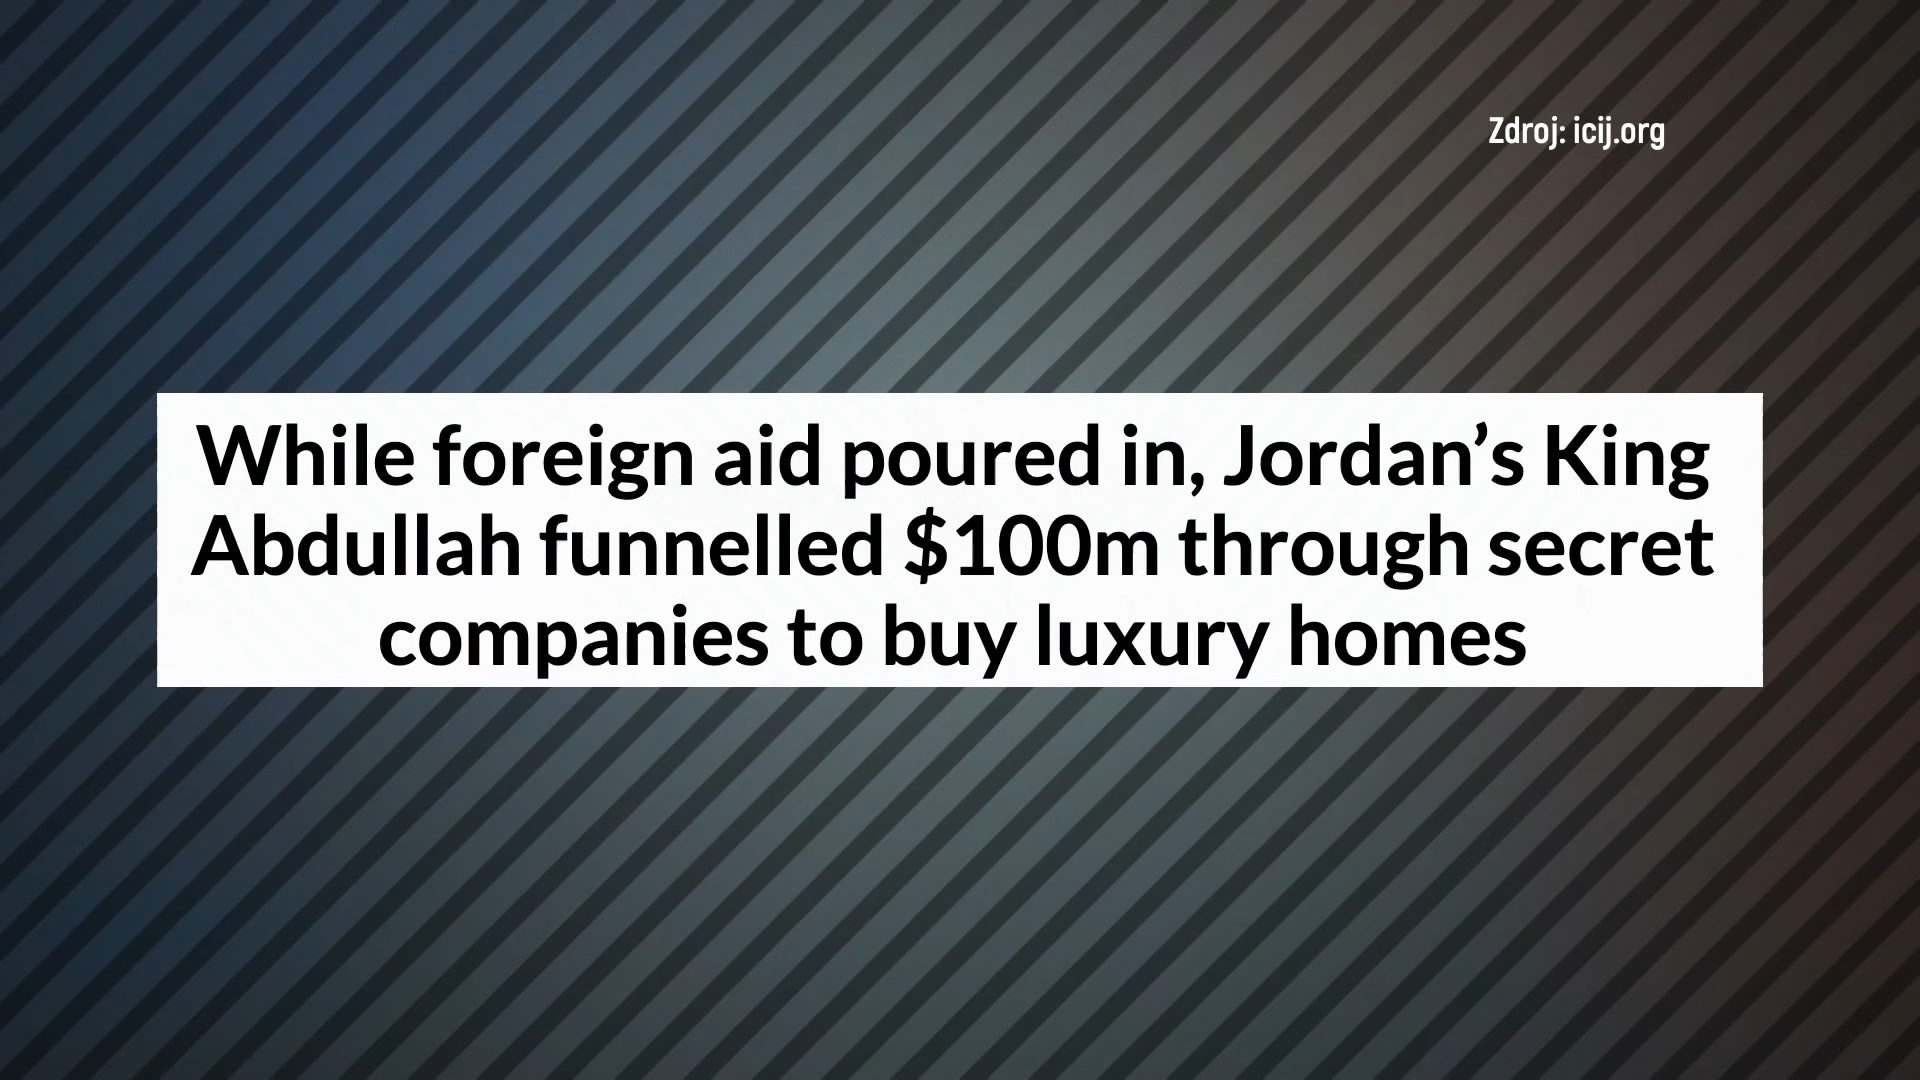 Zdroj: icij.org
While foreign aid poured in, Jordan’s King
Abdullah funnelled $100m through secret
companies to buy luxury homes